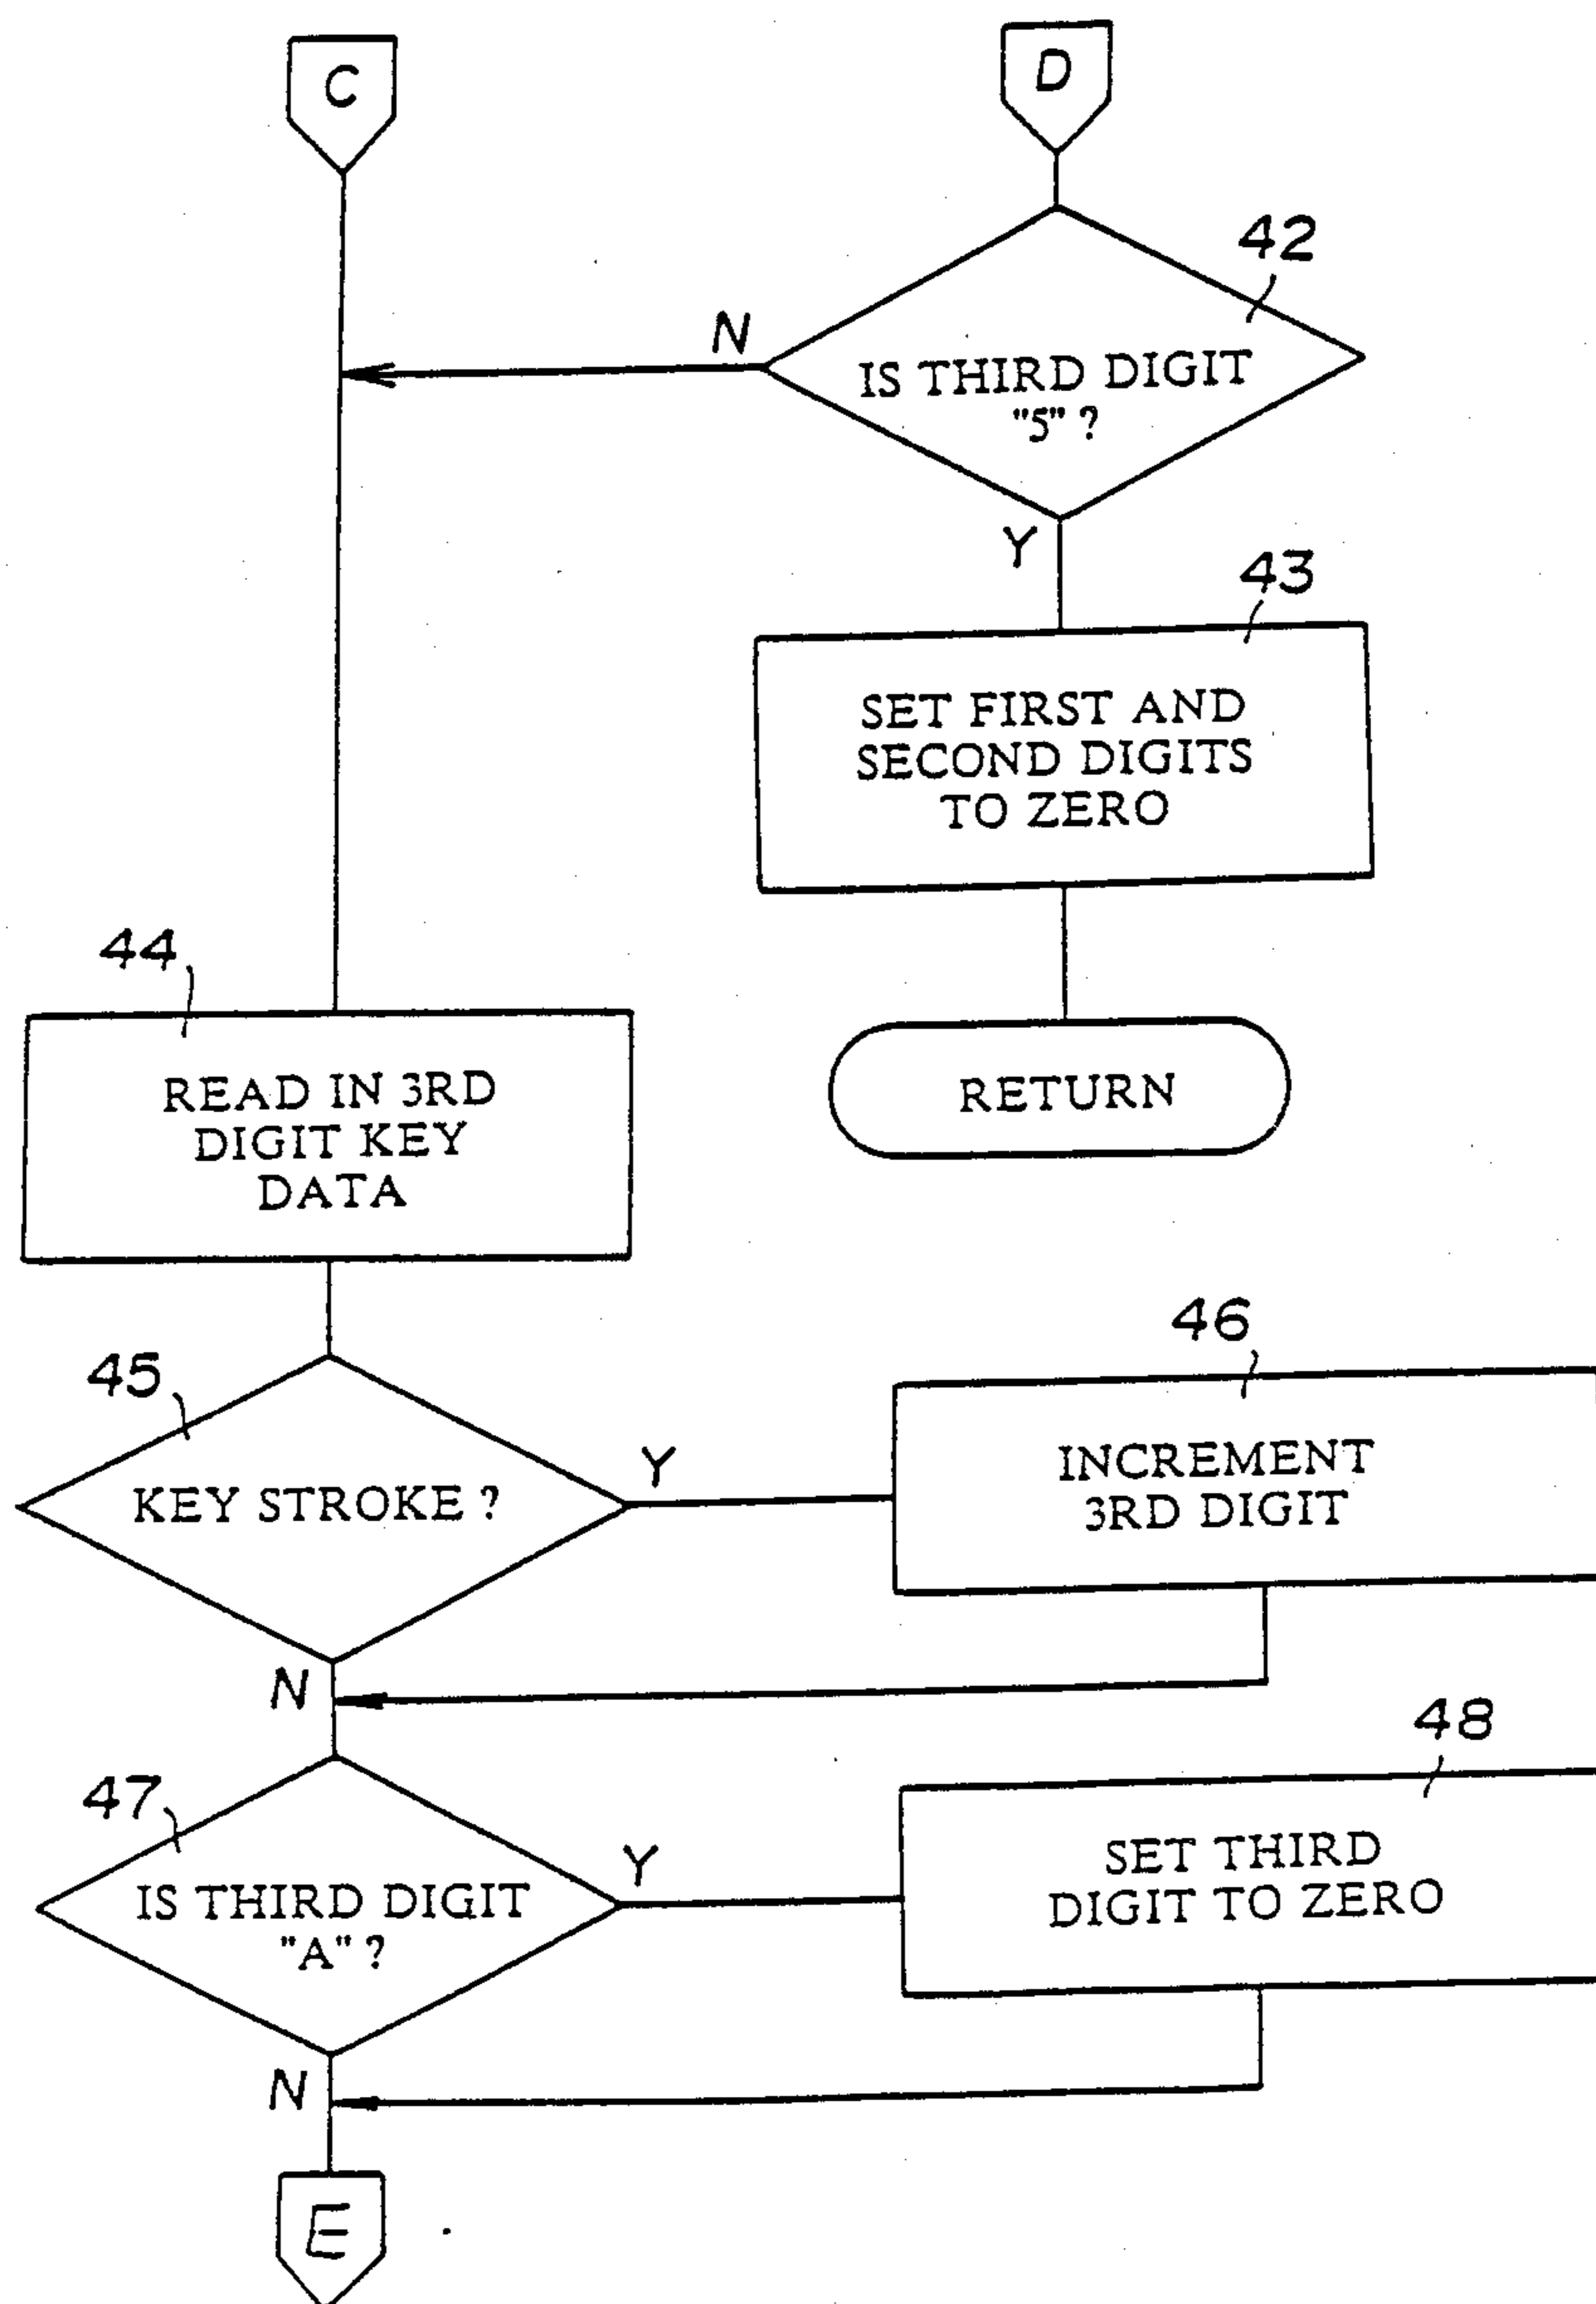 C
D
42
N
IS THIRD DIGIT
"5" ?
Y
43
SET FIRST AND
SECOND DIGITS
TO ZERO
44
READ IN 3RD
DIGIT KEY
DATA
RETURN
45
KEY STROKE ?
Y
46
INCREMENT
3RD DIGIT
N
47
IS THIRD DIGIT
"A" ?
Y
48
SET THIRD
DIGIT TO ZERO
N
E